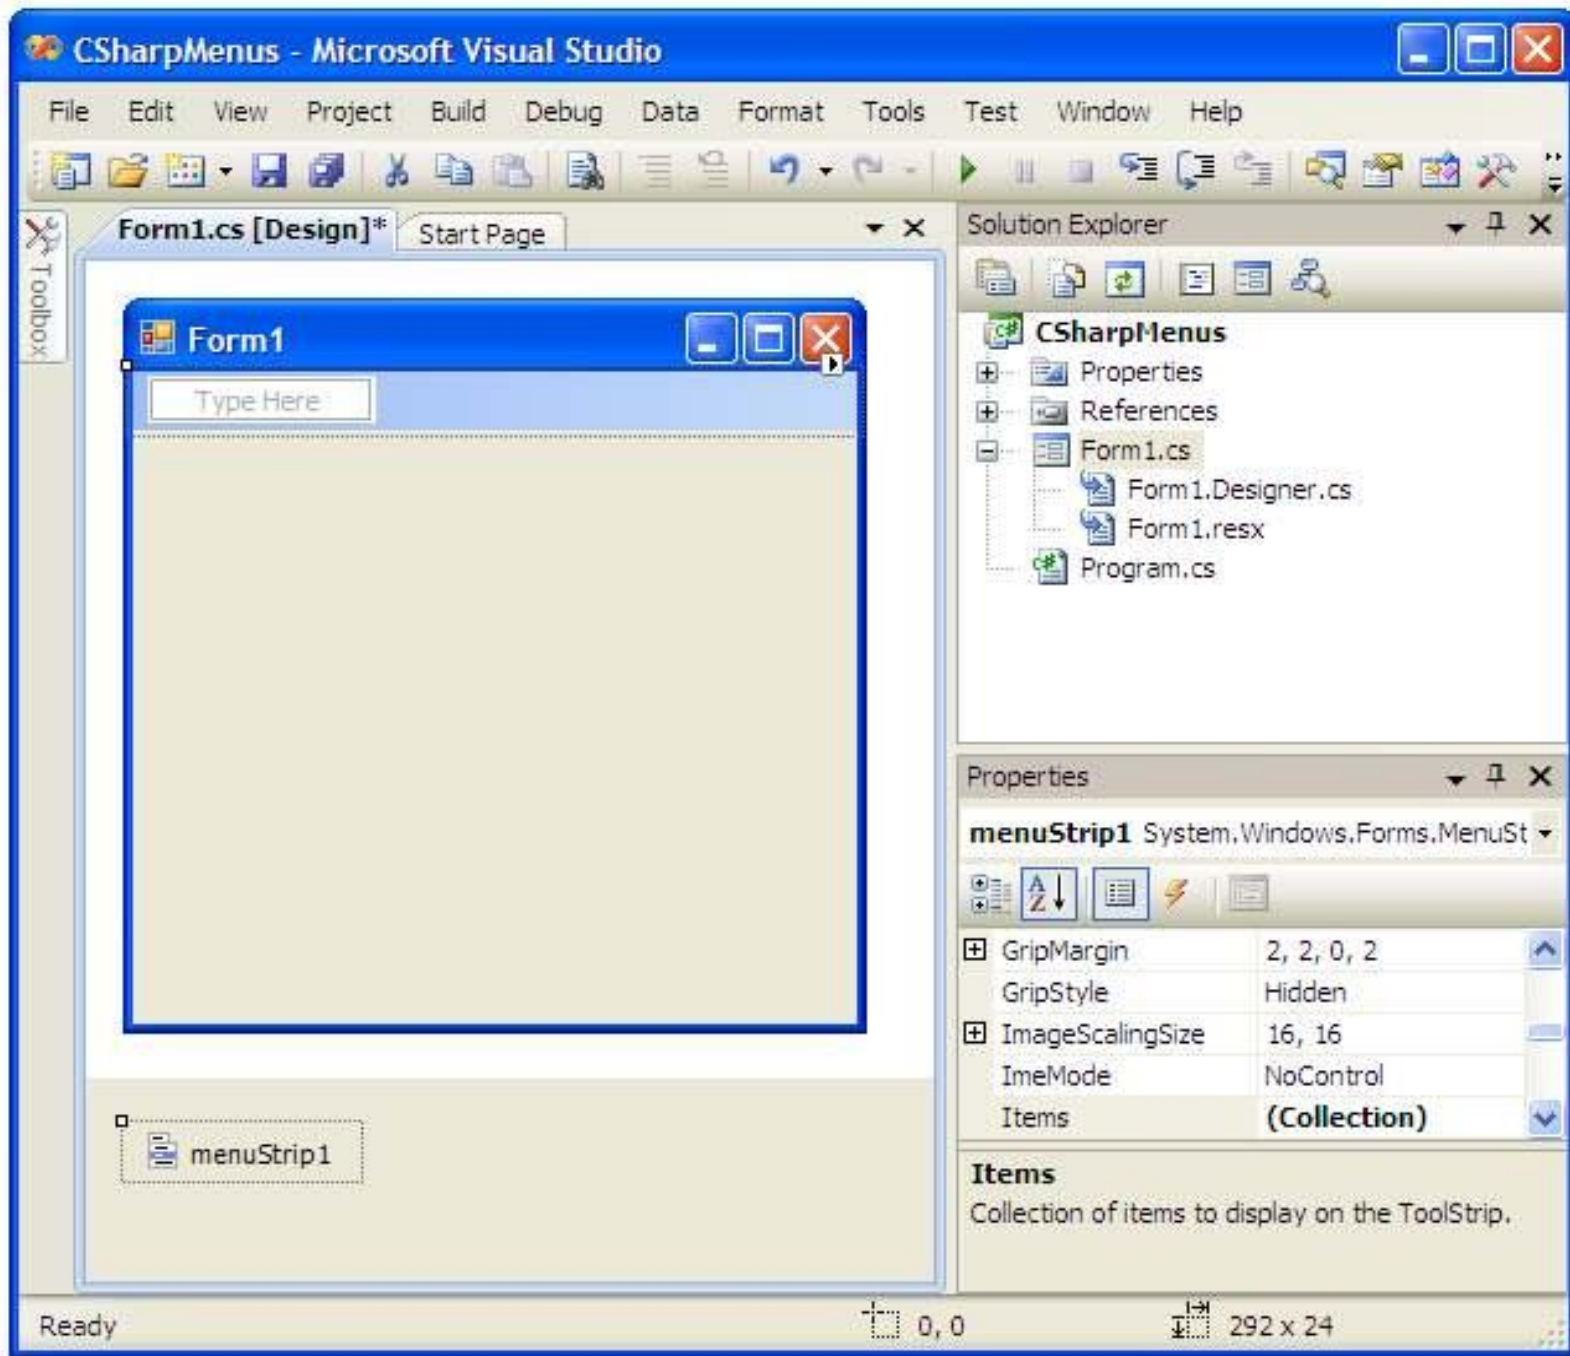 CSharpMenus - Microsoft Visual Studio
File Edit View Project Build Debug Data Format Tools Test Window Help
Toolbox
Form1.cs [Design]* Start Page
Form1
Type Here
menuStrip1
Solution Explorer
CSharpMenus
Properties
References
Form1.cs
Form1.Designer.cs
Form1.resx
Program.cs
Properties
menuStrip1 System.Windows.Forms.MenuSt
GripMargin 2, 2, 0, 2
GripStyle Hidden
ImageScalingSize 16, 16
ImeMode NoControl
Items (Collection)
Items
Collection of items to display on the ToolStrip.
Ready 0, 0 292 x 24